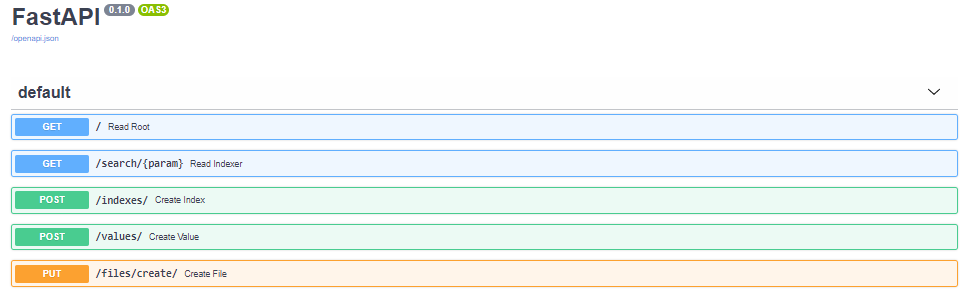 FastAPI 0.1.0 OAS3
/openapi.json
default
GET / Read Root
GET /search/{param} Read Indexer
POST /indexes/ Create Index
POST /values/ Create Value
PUT /files/create/ Create File